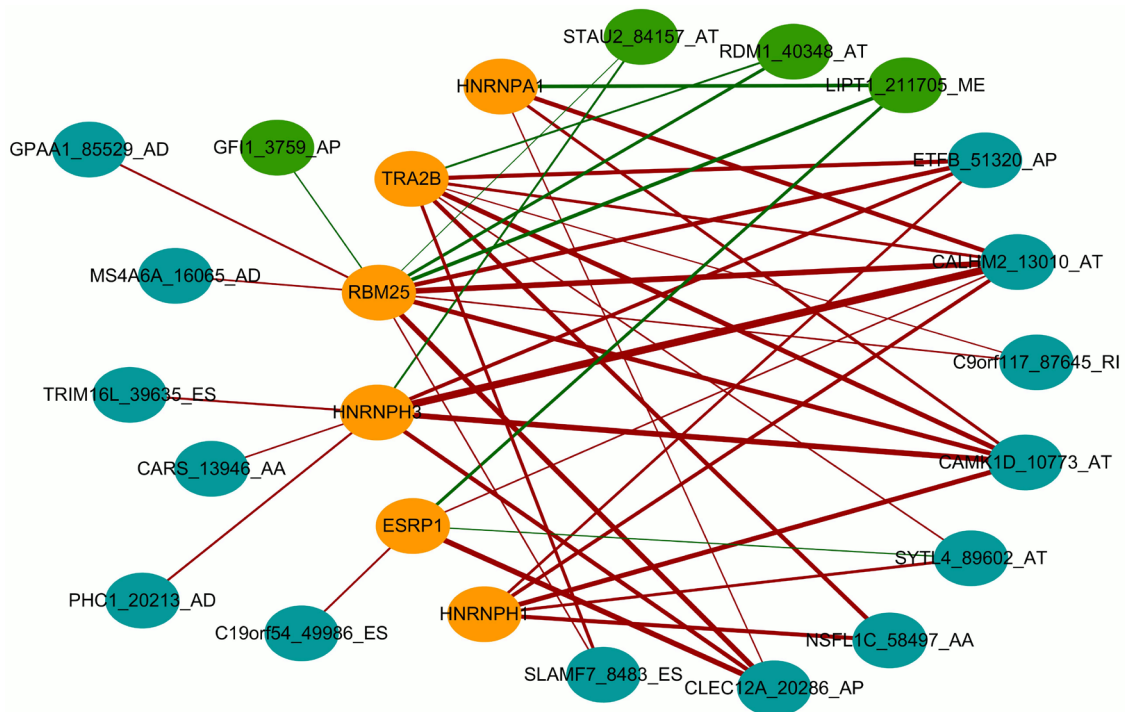 STAU2_84157_AT
RDM1_40348_AT
HNRNPA1
LIPT1_211705_ME
GPAA1_85529_AD
GFI1_3759_AP
ETFB_51320_AP
TRA2B
CALHM2_13010_AT
MS4A6A_16065_AD
RBM25
C9orf117_87645_RI
TRIM16L_39635_ES
HNRNPH3
CARS_13946_AA
CAMK1D_10773_AT
ESRP1
SYTL4_89602_AT
PHC1_20213_AD
HNRNPH1
C19orf54_49986_ES
NSFL1C_58497_AA
SLAMF7_8483_ES
CLEC12A_20286_AP